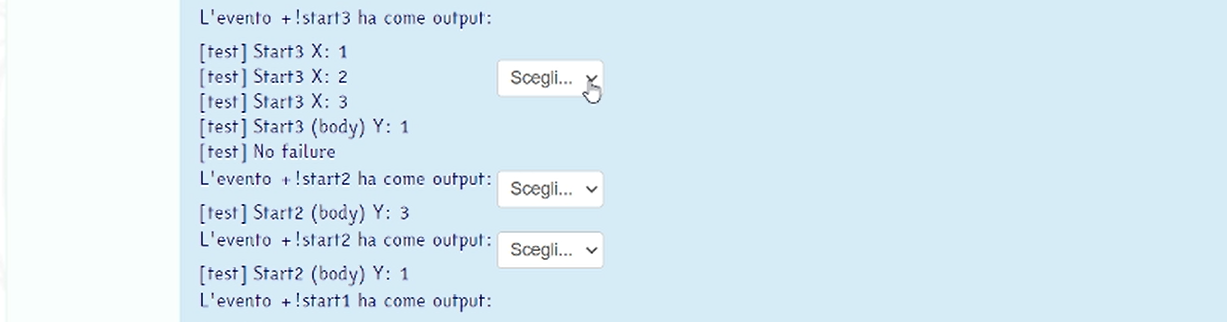 L'evento +!start3 ha come output:
[test] Start3 X: 1
[test] Start3 X: 2
Scegli...
[test] Start3 X: 3
[test] Start3 (body) Y: 1
[test] No failure
L'evento +!start2 ha come output:
Scegli...
[test] Start2 (body) Y: 3
L'evento +!start2 ha come output:
Scegli...
[test] Start2 (body) Y: 1
L'evento +!start1 ha come output: